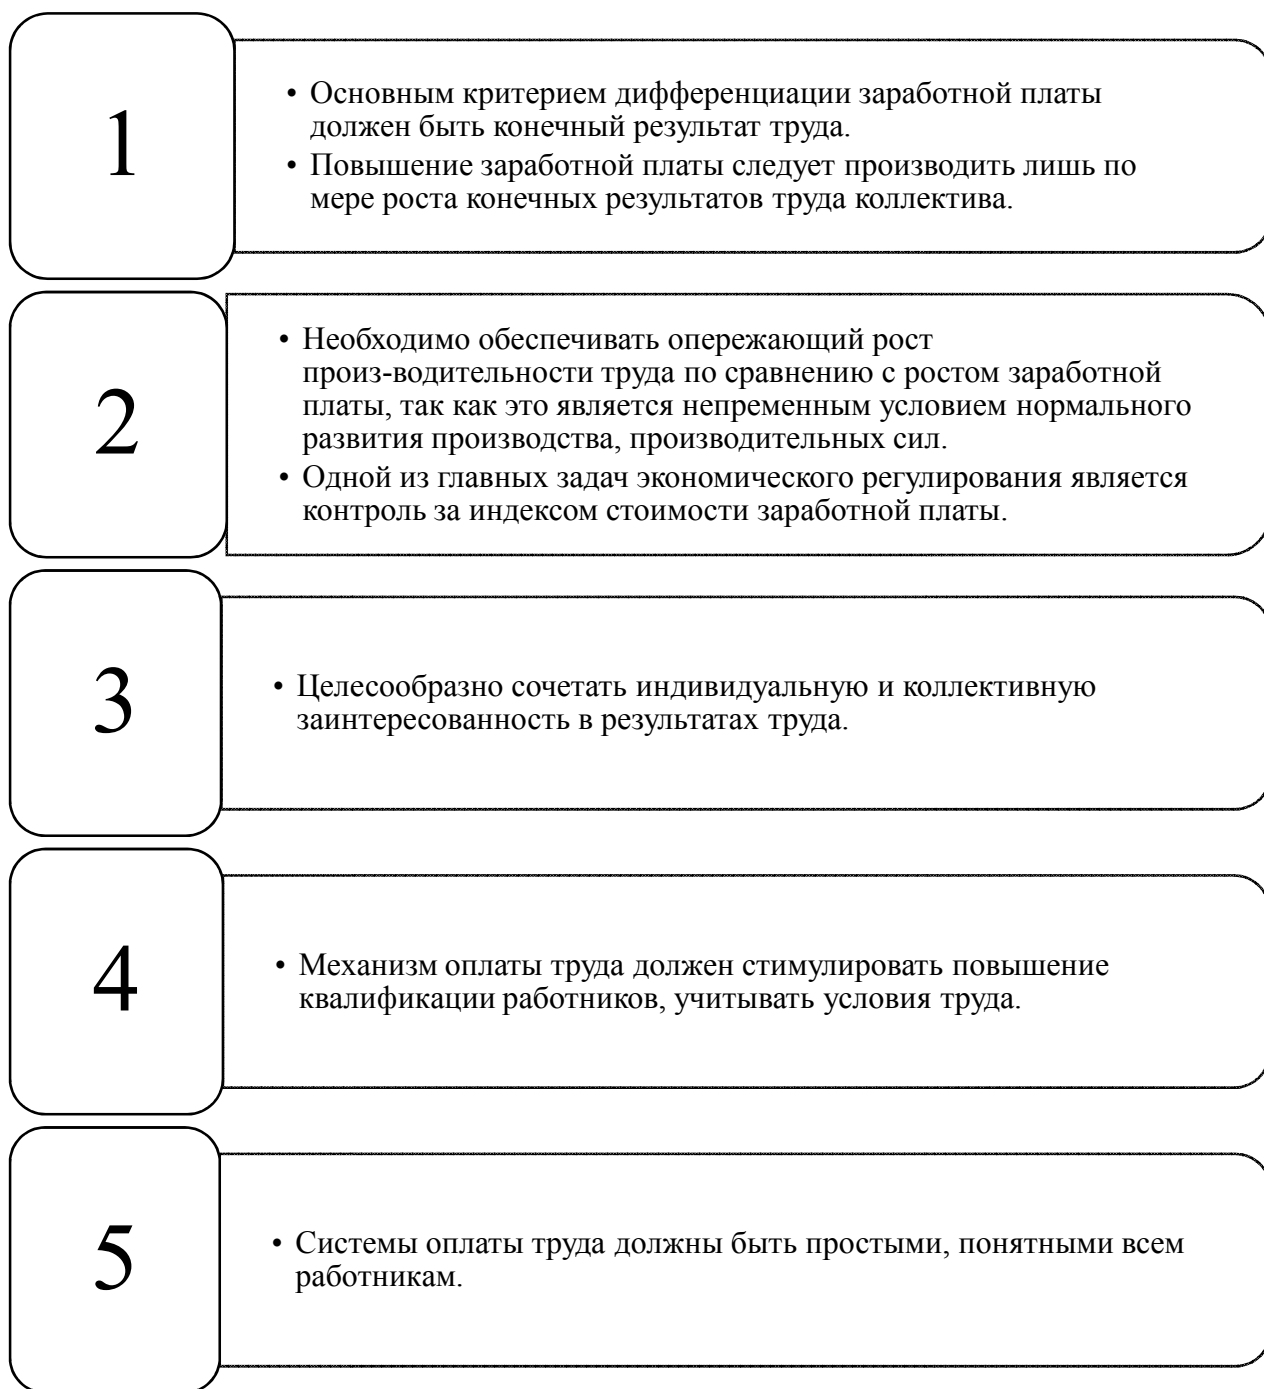 1
• Основным критерием дифференциации заработной платы
должен быть конечный результат труда.
• Повышение заработной платы следует производить лишь по
мере роста конечных результатов труда коллектива.
2
• Необходимо обеспечивать опережающий рост
произ-водительности труда по сравнению с ростом заработной
платы, так как это является непременным условием нормального
развития производства, производительных сил.
• Одной из главных задач экономического регулирования является
контроль за индексом стоимости заработной платы.
3
• Целесообразно сочетать индивидуальную и коллективную
заинтересованность в результатах труда.
4
• Механизм оплаты труда должен стимулировать повышение
квалификации работников, учитывать условия труда.
5
• Системы оплаты труда должны быть простыми, понятными всем
работникам.